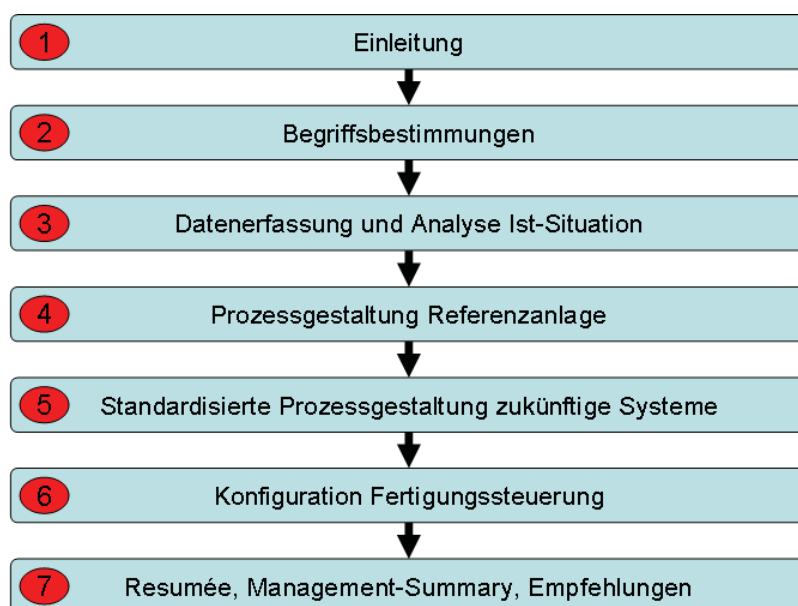 1 Einleitung
2 Begriffsbestimmungen
3 Datenerfassung und Analyse Ist-Situation
4 Prozessgestaltung Referenzanlage
5 Standardisierte Prozessgestaltung zukünftige Systeme
6 Konfiguration Fertigungssteuerung
7 Resumée, Management-Summary, Empfehlungen